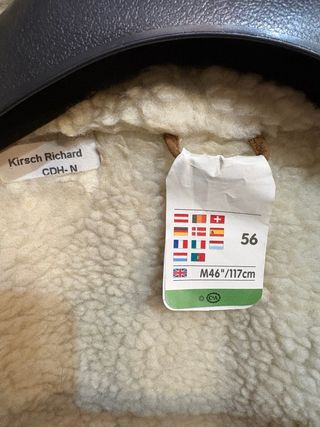 Kirsch Richard
CDH- N
56
M46"/117cm
C&A